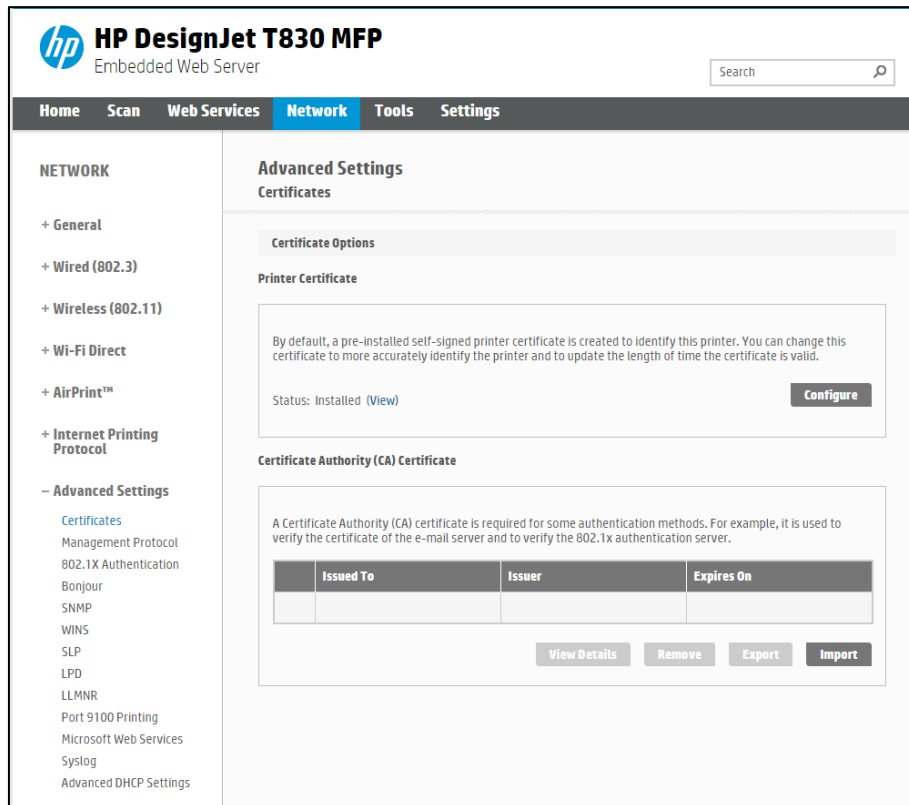 hp
HP DesignJet T830 MFP
Embedded Web Server
Search
Home Scan Web Services Network Tools Settings
NETWORK
+ General
+ Wired (802.3)
+ Wireless (802.11)
+ Wi-Fi Direct
+ AirPrint™
+ Internet Printing
Protocol
– Advanced Settings
Certificates
Management Protocol
802.1X Authentication
Bonjour
SNMP
WINS
SLP
LPD
LLMNR
Port 9100 Printing
Microsoft Web Services
Syslog
Advanced DHCP Settings
Advanced Settings
Certificates
Certificate Options
Printer Certificate
By default, a pre-installed self-signed printer certificate is created to identify this printer. You can change this
certificate to more accurately identify the printer and to update the length of time the certificate is valid.
Status: Installed (View)
Configure
Certificate Authority (CA) Certificate
A Certificate Authority (CA) certificate is required for some authentication methods. For example, it is used to
verify the certificate of the e-mail server and to verify the 802.1x authentication server.
Issued To Issuer Expires On
View Details Remove Export Import